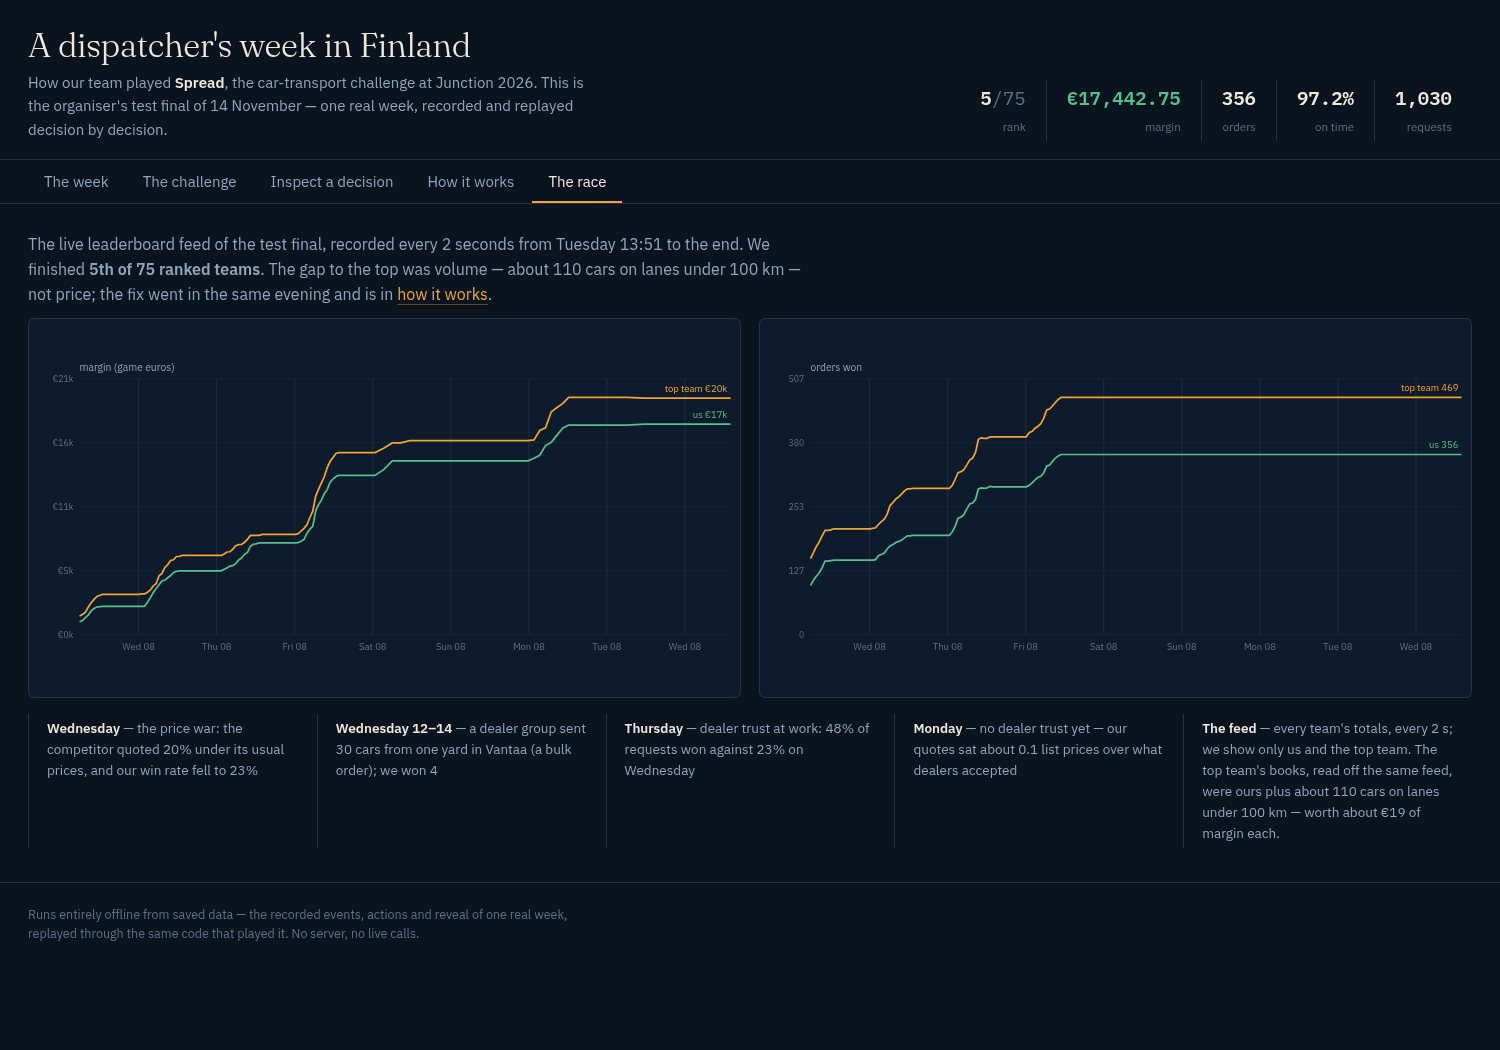 A dispatcher's week in Finland
How our team played Spread, the car-transport challenge at Junction 2026. This is
the organiser's test final of 14 November — one real week, recorded and replayed
decision by decision.
5/75
rank
€17,442.75
margin
356
orders
97.2%
on time
1,030
requests
The week
The challenge
Inspect a decision
How it works
The race
The live leaderboard feed of the test final, recorded every 2 seconds from Tuesday 13:51 to the end. We
finished 5th of 75 ranked teams. The gap to the top was volume — about 110 cars on lanes under 100 km —
not price; the fix went in the same evening and is in how it works.
margin (game euros)
€21k
€16k
€11k
€5k
€0k
top team €20k
us €17k
Wed 08
Thu 08
Fri 08
Sat 08
Sun 08
Mon 08
Tue 08
Wed 08
orders won
507
380
253
127
0
top team 469
us 356
Wed 08
Thu 08
Fri 08
Sat 08
Sun 08
Mon 08
Tue 08
Wed 08
Wednesday — the price war: the
competitor quoted 20% under its usual
prices, and our win rate fell to 23%
Wednesday 12–14 — a dealer group sent
30 cars from one yard in Vantaa (a bulk
order); we won 4
Thursday — dealer trust at work: 48% of
requests won against 23% on
Wednesday
Monday — no dealer trust yet — our
quotes sat about 0.1 list prices over what
dealers accepted
The feed — every team's totals, every 2 s;
we show only us and the top team. The
top team's books, read off the same feed,
were ours plus about 110 cars on lanes
under 100 km — worth about €19 of
margin each.
Runs entirely offline from saved data — the recorded events, actions and reveal of one real week,
replayed through the same code that played it. No server, no live calls.